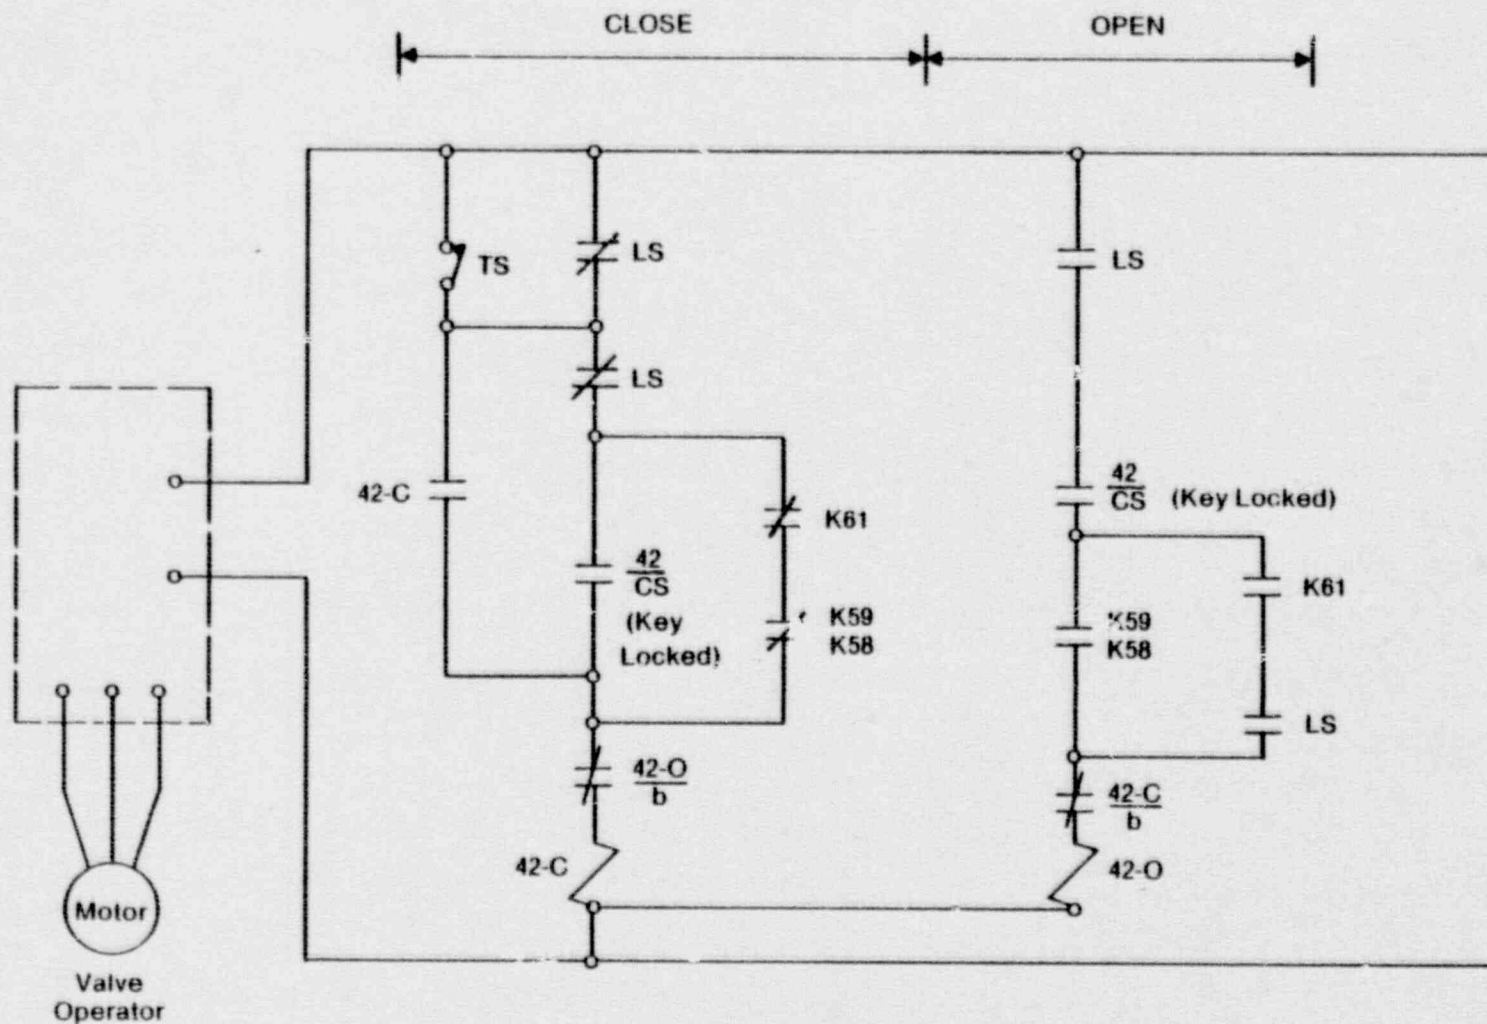 CLOSE
OPEN
TS
LS
LS
LS
42-C
42
CS
(Key
Locked)
K61
K59
K58
42
CS (Key Locked)
K61
K59
K58
LS
42-O
b
42-C
b
42-C
42-O
Motor
Valve
Operator